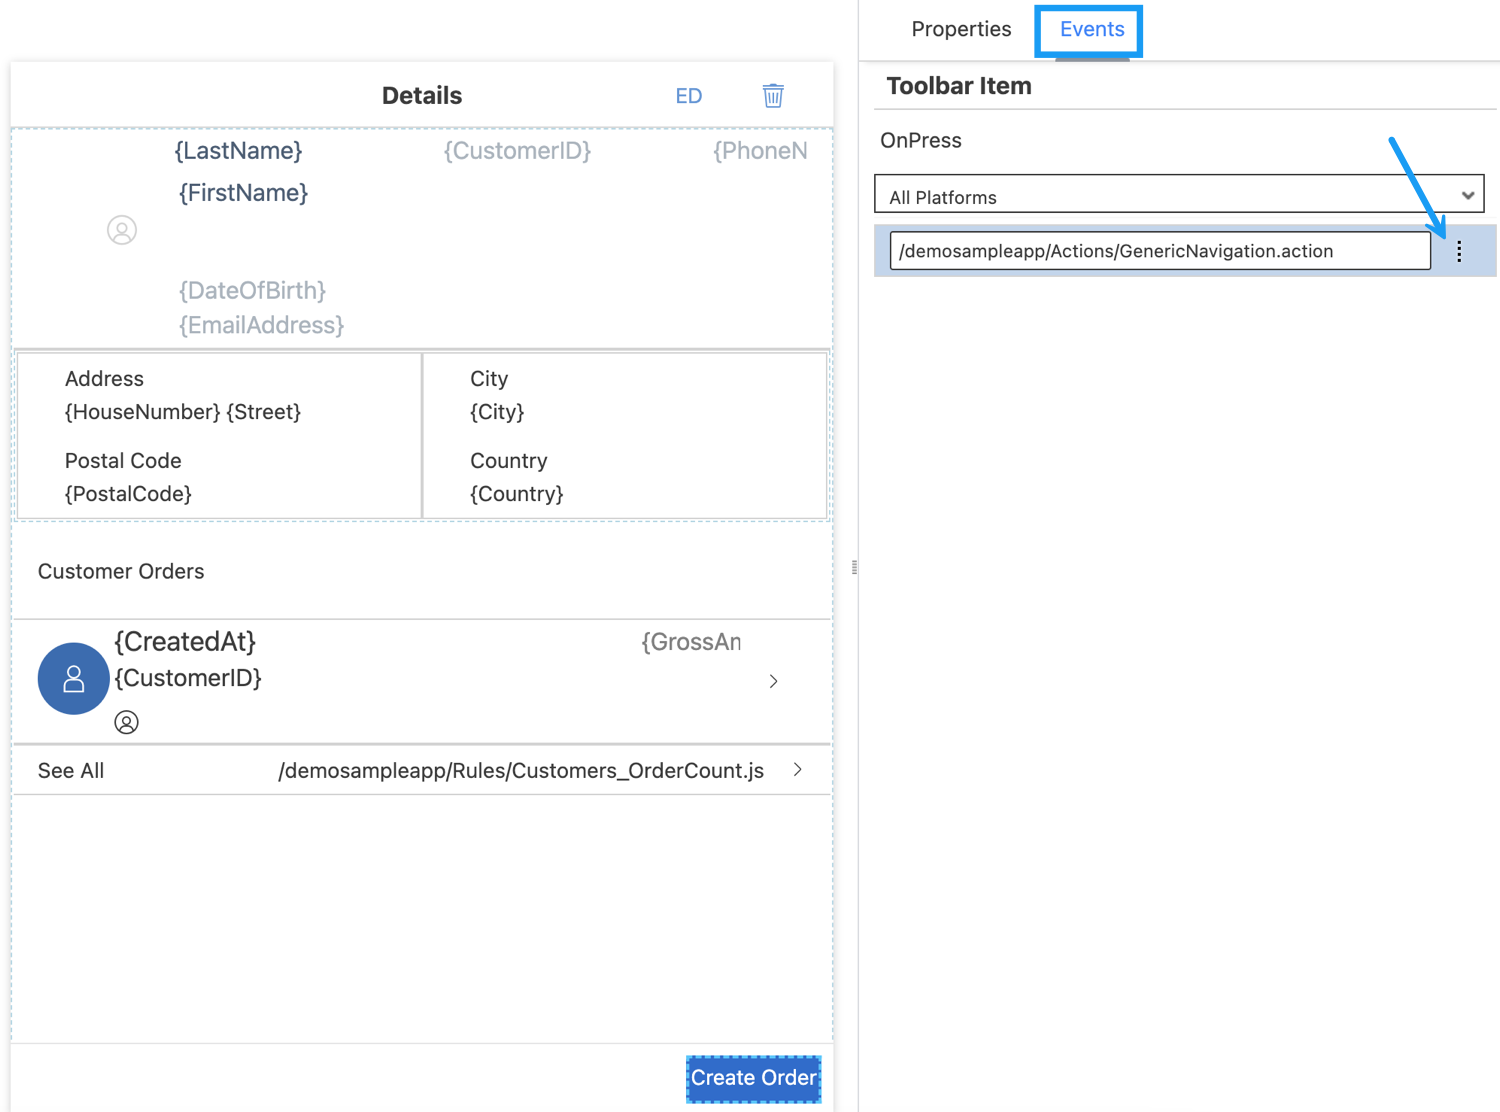 Properties Events
Details ED
Toolbar Item
OnPress
All Platforms
/demosampleapp/Actions/GenericNavigation.action
{LastName} {CustomerID} {PhoneN
{FirstName}
{DateOfBirth}
{EmailAddress}
Address
{HouseNumber} {Street}
Postal Code
{PostalCode}
City
{City}
Country
{Country}
Customer Orders
{CreatedAt} {GrossAn
{CustomerID}
See All /demosampleapp/Rules/Customers_OrderCount.js
Create Order